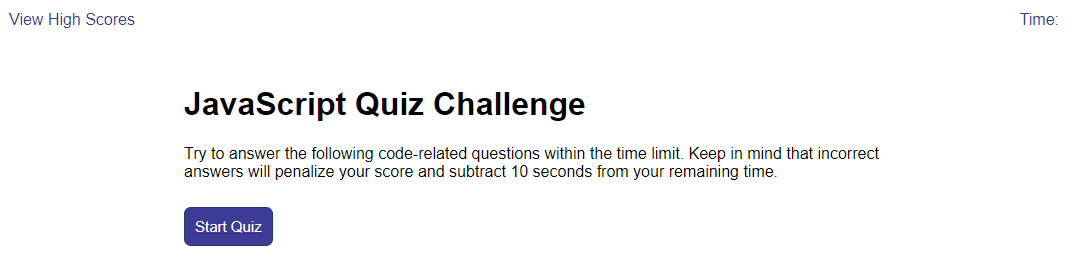 View High Scores
Time:
JavaScript Quiz Challenge
Try to answer the following code-related questions within the time limit. Keep in mind that incorrect
answers will penalize your score and subtract 10 seconds from your remaining time.
Start Quiz